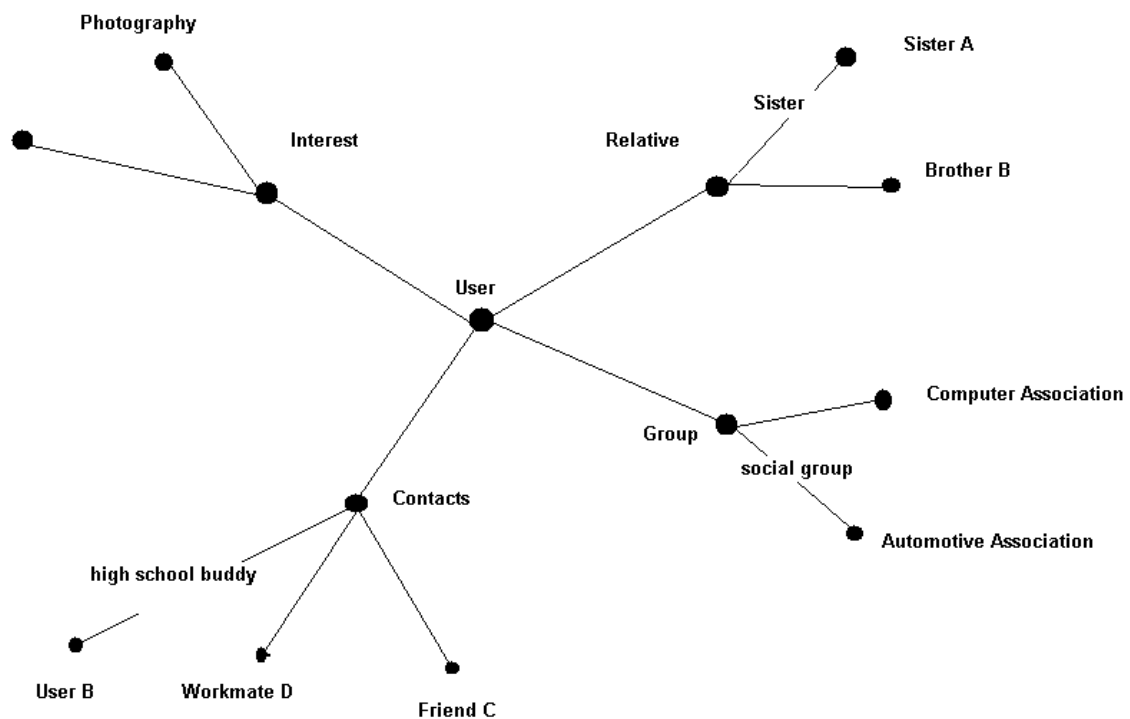 Photography
Sister A
Sister
Interest
Relative
Brother B
User
Computer Association
Group
social group
Contacts
Automotive Association
high school buddy
User B
Workmate D
Friend C